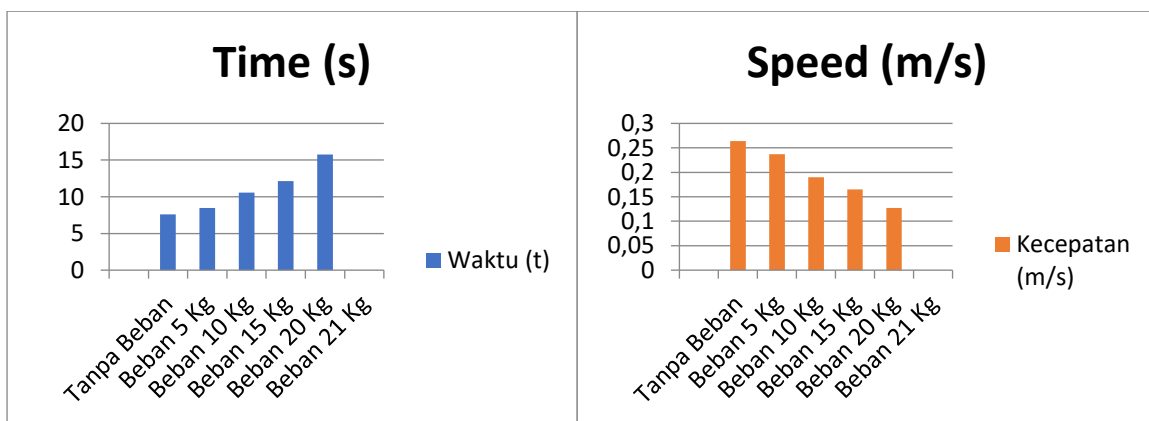 Time (s)
20
15
10
5
0
Tanpa Beban
Beban 5 Kg
Beban 10 Kg
Beban 15 Kg
Beban 20 Kg
Beban 21 Kg
Waktu (t)
Speed (m/s)
0,3
0,25
0,2
0,15
0,1
0,05
0
Tanpa Beban
Beban 5 Kg
Beban 10 Kg
Beban 15 Kg
Beban 20 Kg
Beban 21 Kg
Kecepatan
(m/s)